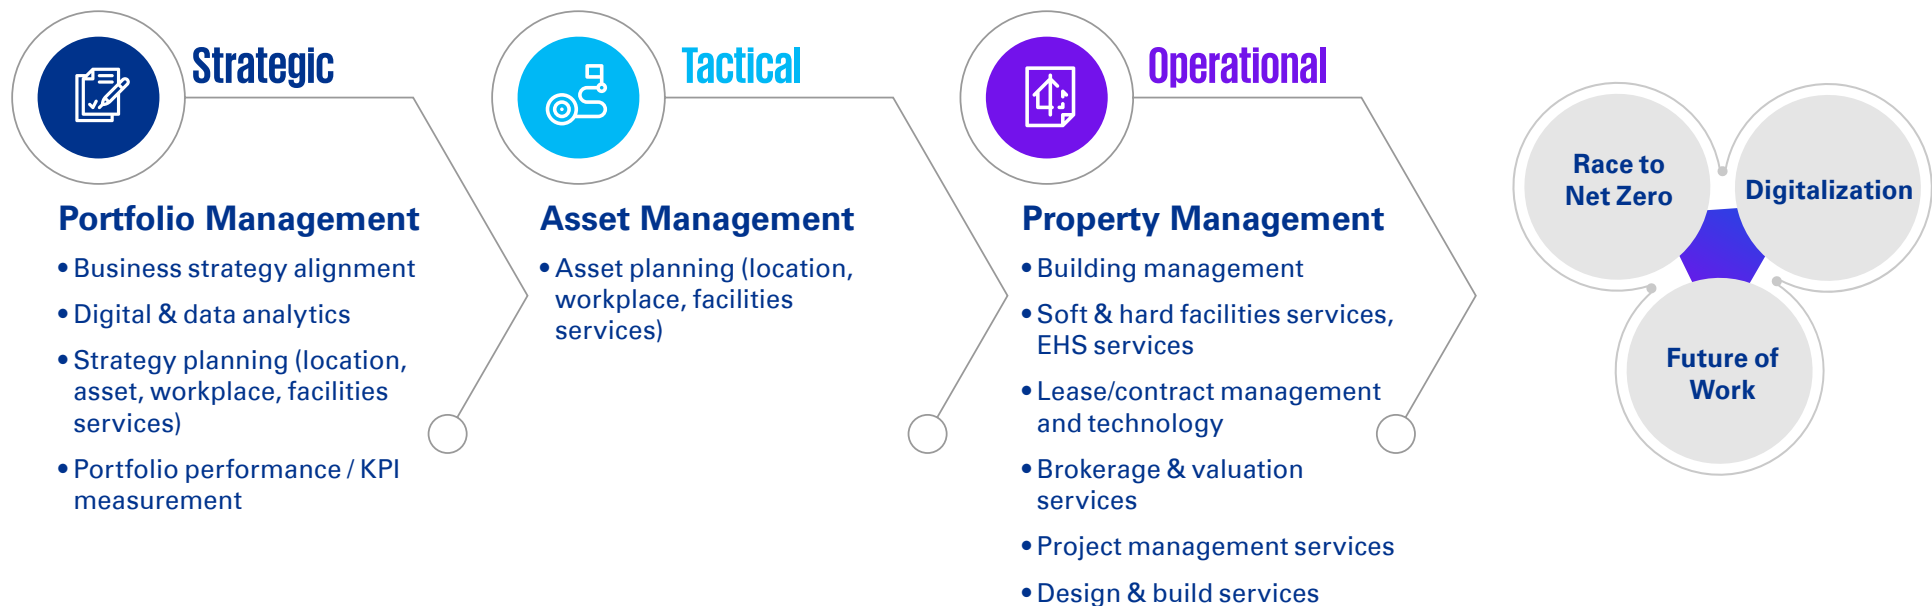 Strategic
Portfolio Management
• Business strategy alignment
• Digital & data analytics
• Strategy planning (location,
asset, workplace, facilities
services)
• Portfolio performance / KPI
measurement
Tactical
Asset Management
• Asset planning (location,
workplace, facilities
services)
Operational
Property Management
• Building management
• Soft & hard facilities services,
EHS services
• Lease/contract management
and technology
• Brokerage & valuation
services
• Project management services
• Design & build services
Race to
Net Zero
Digitalization
Future of
Work